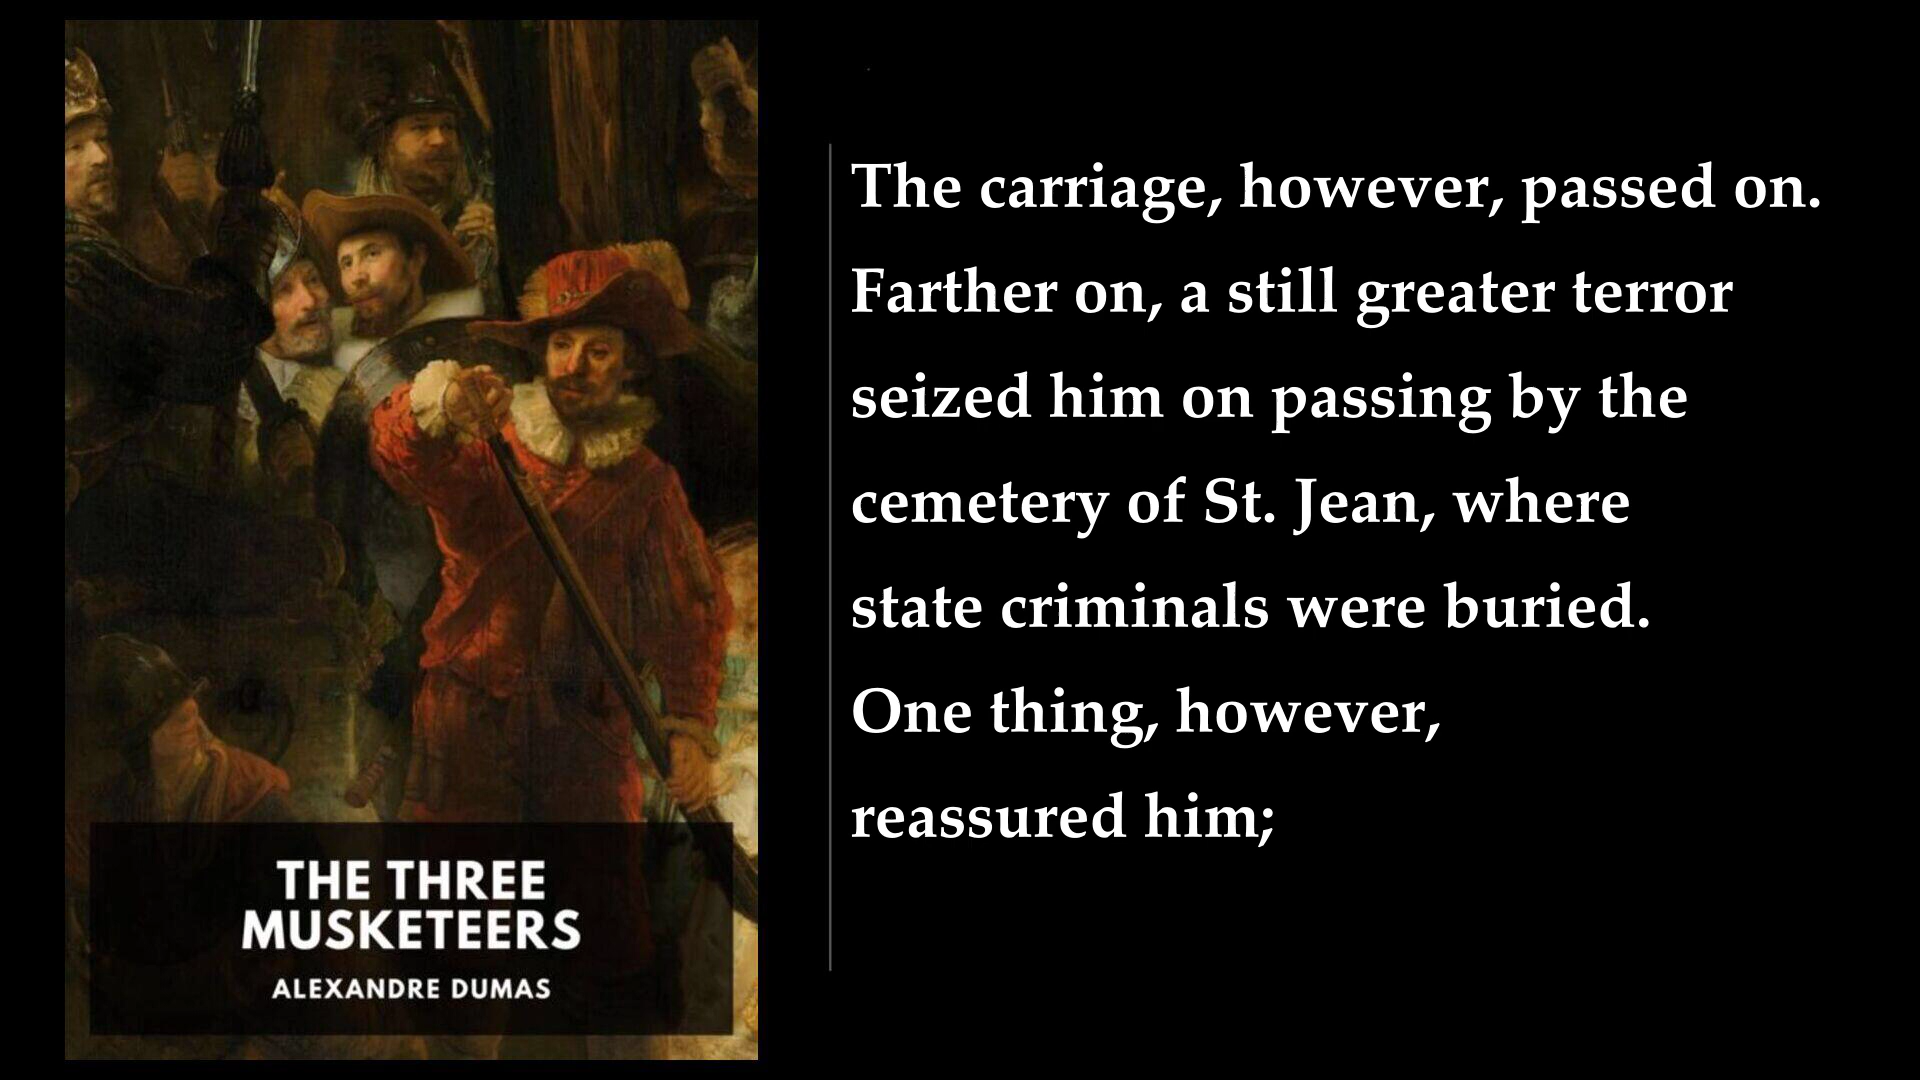 The carriage, however, passed on.
Farther on, a still greater terror
seized him on passing by the
cemetery of St. Jean, where
state criminals were buried.
One thing, however,
reassured him;
THE THREE
MUSKETEERS
ALEXANDRE DUMAS